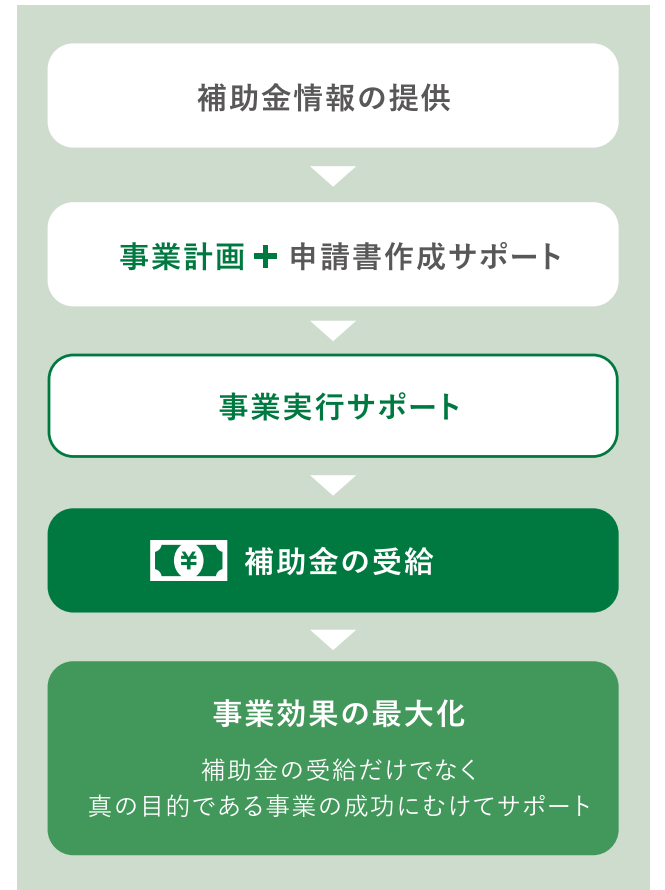 補助金情報の提供
事業計画＋申請書作成サポート
事業実行サポート
¥ 補助金の受給
事業効果の最大化
補助金の受給だけでなく
真の目的である事業の成功にむけてサポート